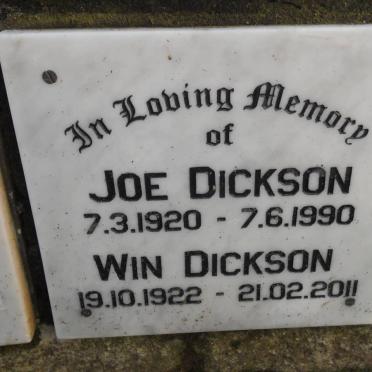 In Loving Memory
of
JOE DICKSON
7.3.1920 - 7.6.1990
WIN DICKSON
19.10.1922 - 21.02.2011